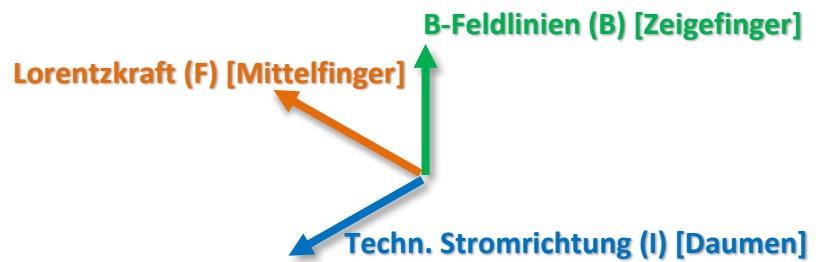 B-Feldlinien (B) [Zeigefinger]
Lorentzkraft (F) [Mittelfinger]
Techn. Stromrichtung (I) [Daumen]